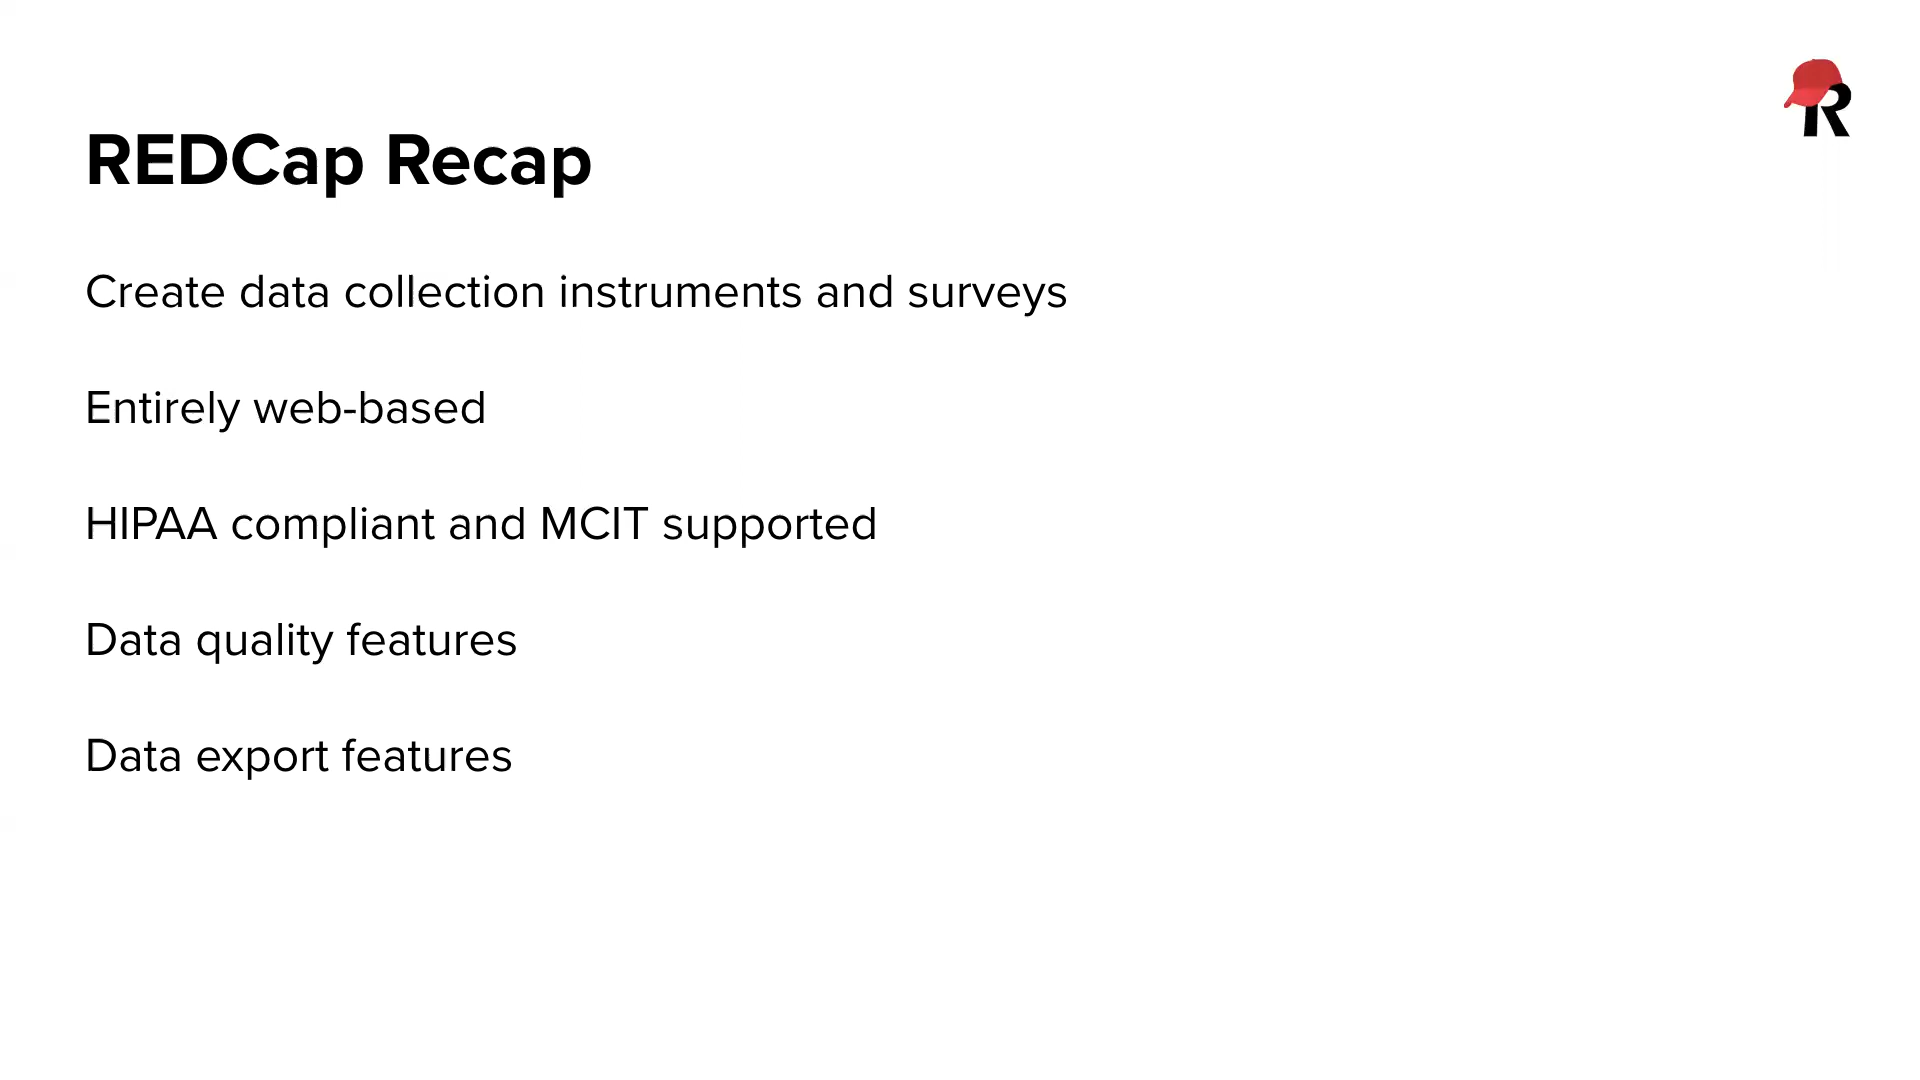 REDCap Recap
Create data collection instruments and surveys
Entirely web-based
HIPAA compliant and MCIT supported
Data quality features
Data export features
R